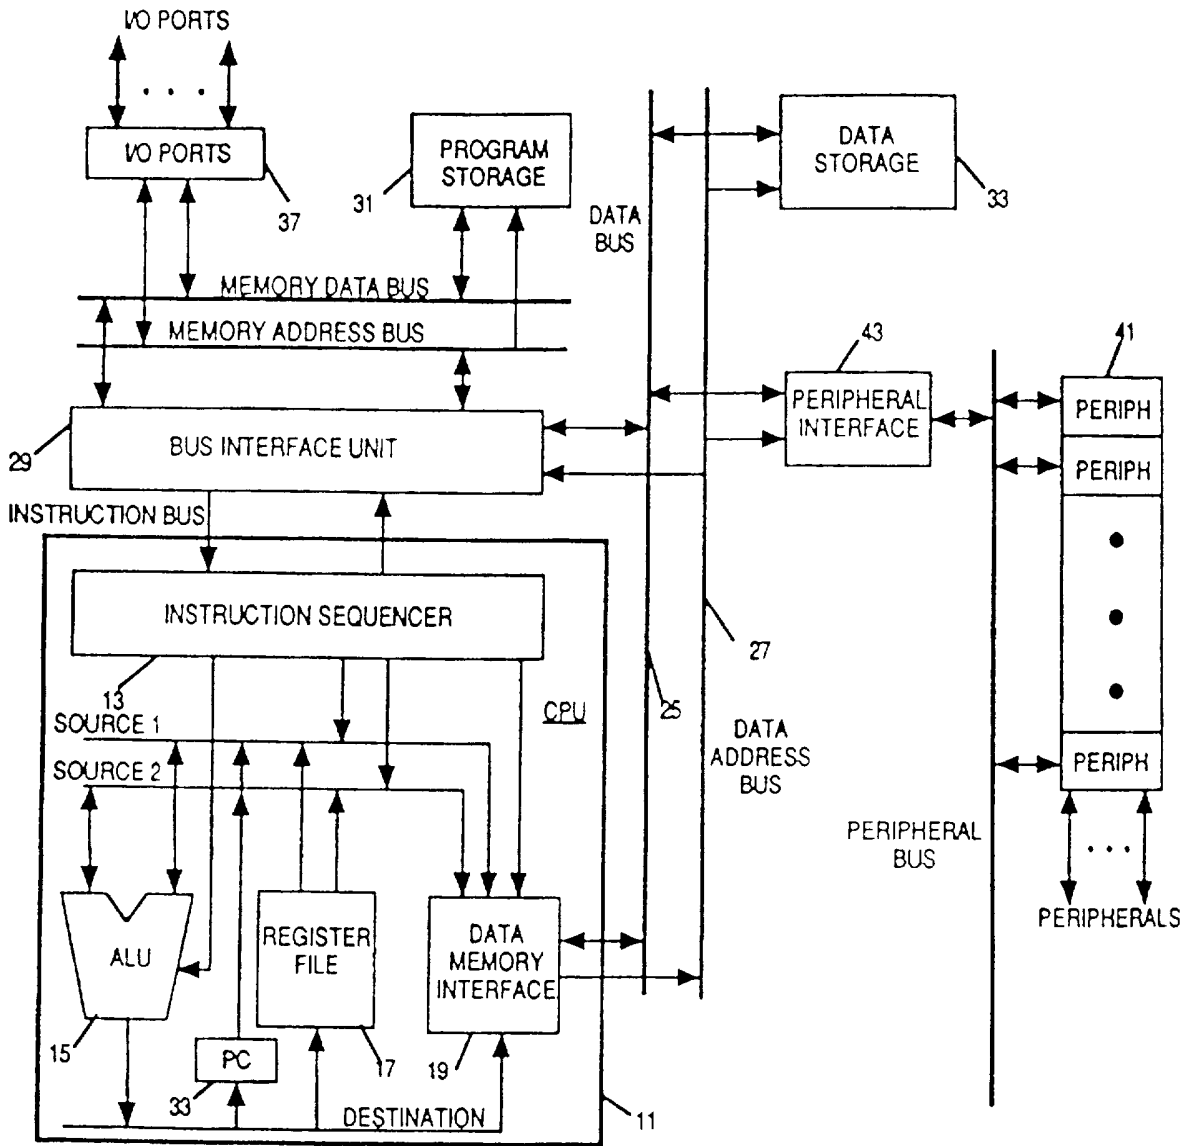 I/O PORTS
I/O PORTS
37
PROGRAM
STORAGE
31
DATA
STORAGE
33
DATA
BUS
MEMORY DATA BUS
MEMORY ADDRESS BUS
43
41
PERIPHERAL
INTERFACE
PERIPH
PERIPH
BUS INTERFACE UNIT
29
INSTRUCTION BUS
INSTRUCTION SEQUENCER
13
27
25
CPU
SOURCE 1
SOURCE 2
DATA
ADDRESS
BUS
PERIPH
PERIPHERAL
BUS
PERIPHERALS
ALU
REGISTER
FILE
DATA
MEMORY
INTERFACE
15
PC
33
17
19
DESTINATION
11